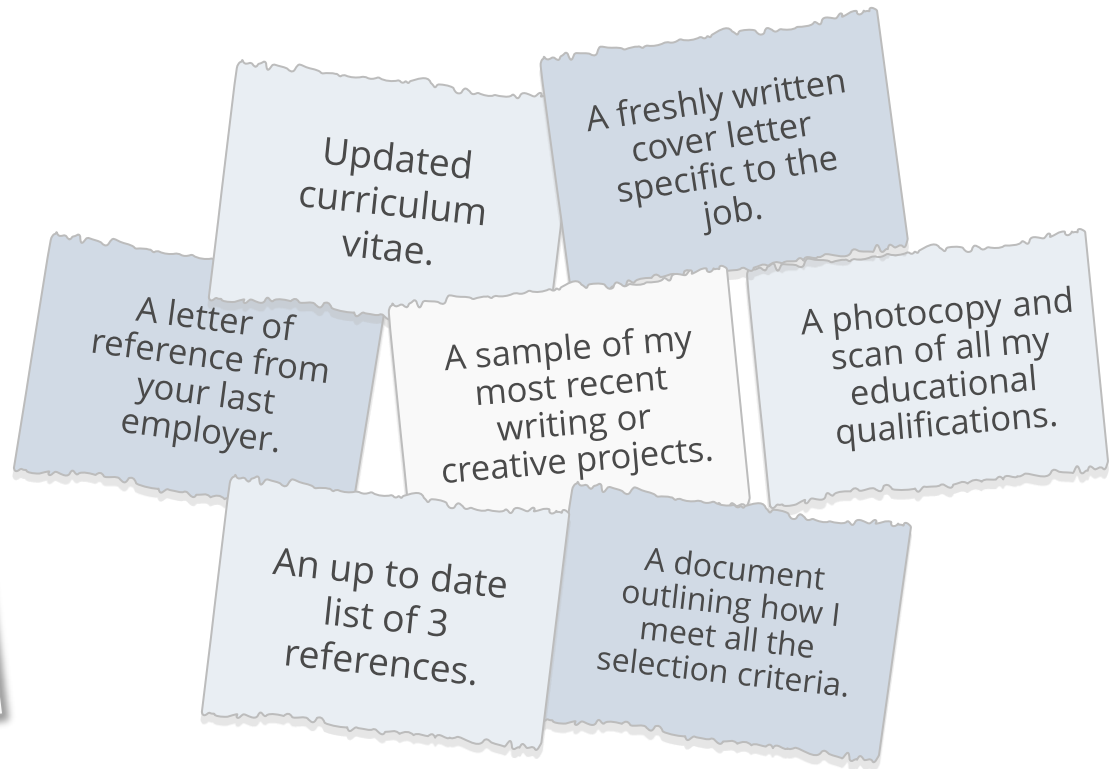 Updated
curriculum
vitae.
A freshly written
cover letter
specific to the
job.
A letter of
reference from
your last
employer.
A sample of my
most recent
writing or
creative projects.
A photocopy and
scan of all my
educational
qualifications.
An up to date
list of 3
references.
A document
outlining how I
meet all the
selection criteria.